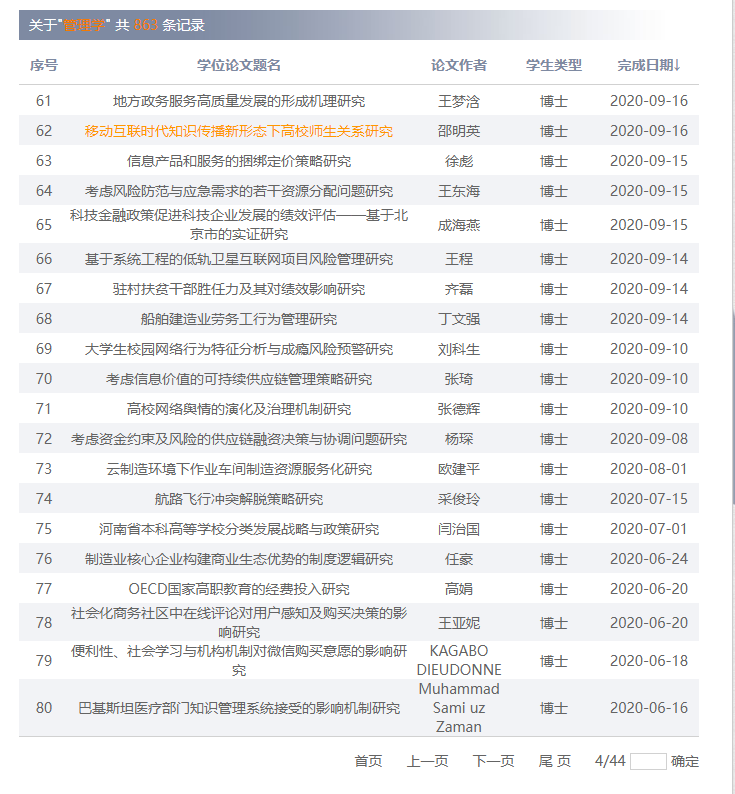 关于"管理学" 共 863 条记录
序号 学位论文题名 论文作者 学生类型 完成日期↓
61 地方政务服务高质量发展的形成机理研究 王梦浛 博士 2020-09-16
62 移动互联时代知识传播新形态下高校师生关系研究 邵明英 博士 2020-09-16
63 信息产品和服务的捆绑定价策略研究 徐彪 博士 2020-09-15
64 考虑风险防范与应急需求的若干资源分配问题研究 王东海 博士 2020-09-15
65 科技金融政策促进科技企业发展的绩效评估——基于北 成海燕 博士 2020-09-15
京市的实证研究
66 基于系统工程的低轨卫星互联网项目风险管理研究 王程 博士 2020-09-14
67 驻村扶贫干部胜任力及其对绩效影响研究 齐磊 博士 2020-09-14
68 船舶建造业劳务工行为管理研究 丁文强 博士 2020-09-14
69 大学生校园网络行为特征分析与成瘾风险预警研究 刘科生 博士 2020-09-10
70 考虑信息价值的可持续供应链管理策略研究 张琦 博士 2020-09-10
71 高校网络舆情的演化及治理机制研究 张德辉 博士 2020-09-10
72 考虑资金约束及风险的供应链融资决策与协调问题研究 杨琛 博士 2020-09-08
73 云制造环境下作业车间制造资源服务化研究 欧建平 博士 2020-08-01
74 航路飞行冲突解脱策略研究 采俊玲 博士 2020-07-15
75 河南省本科高等学校分类发展战略与政策研究 闫治国 博士 2020-07-01
76 制造业核心企业构建商业生态优势的制度逻辑研究 任豪 博士 2020-06-24
77 OECD国家高职教育的经费投入研究 高娟 博士 2020-06-20
78 社会化商务社区中在线评论对用户感知及购买决策的影 王亚妮 博士 2020-06-20
响研究
79 便利性、社会学习与机构机制对微信购买意愿的影响研 KAGABO 博士 2020-06-18
究 DIEUDONNE
Muhammad
80 巴基斯坦医疗部门知识管理系统接受的影响机制研究 Sami uz 博士 2020-06-16
Zaman
首页 上一页 下一页 尾 页 4/44 确定